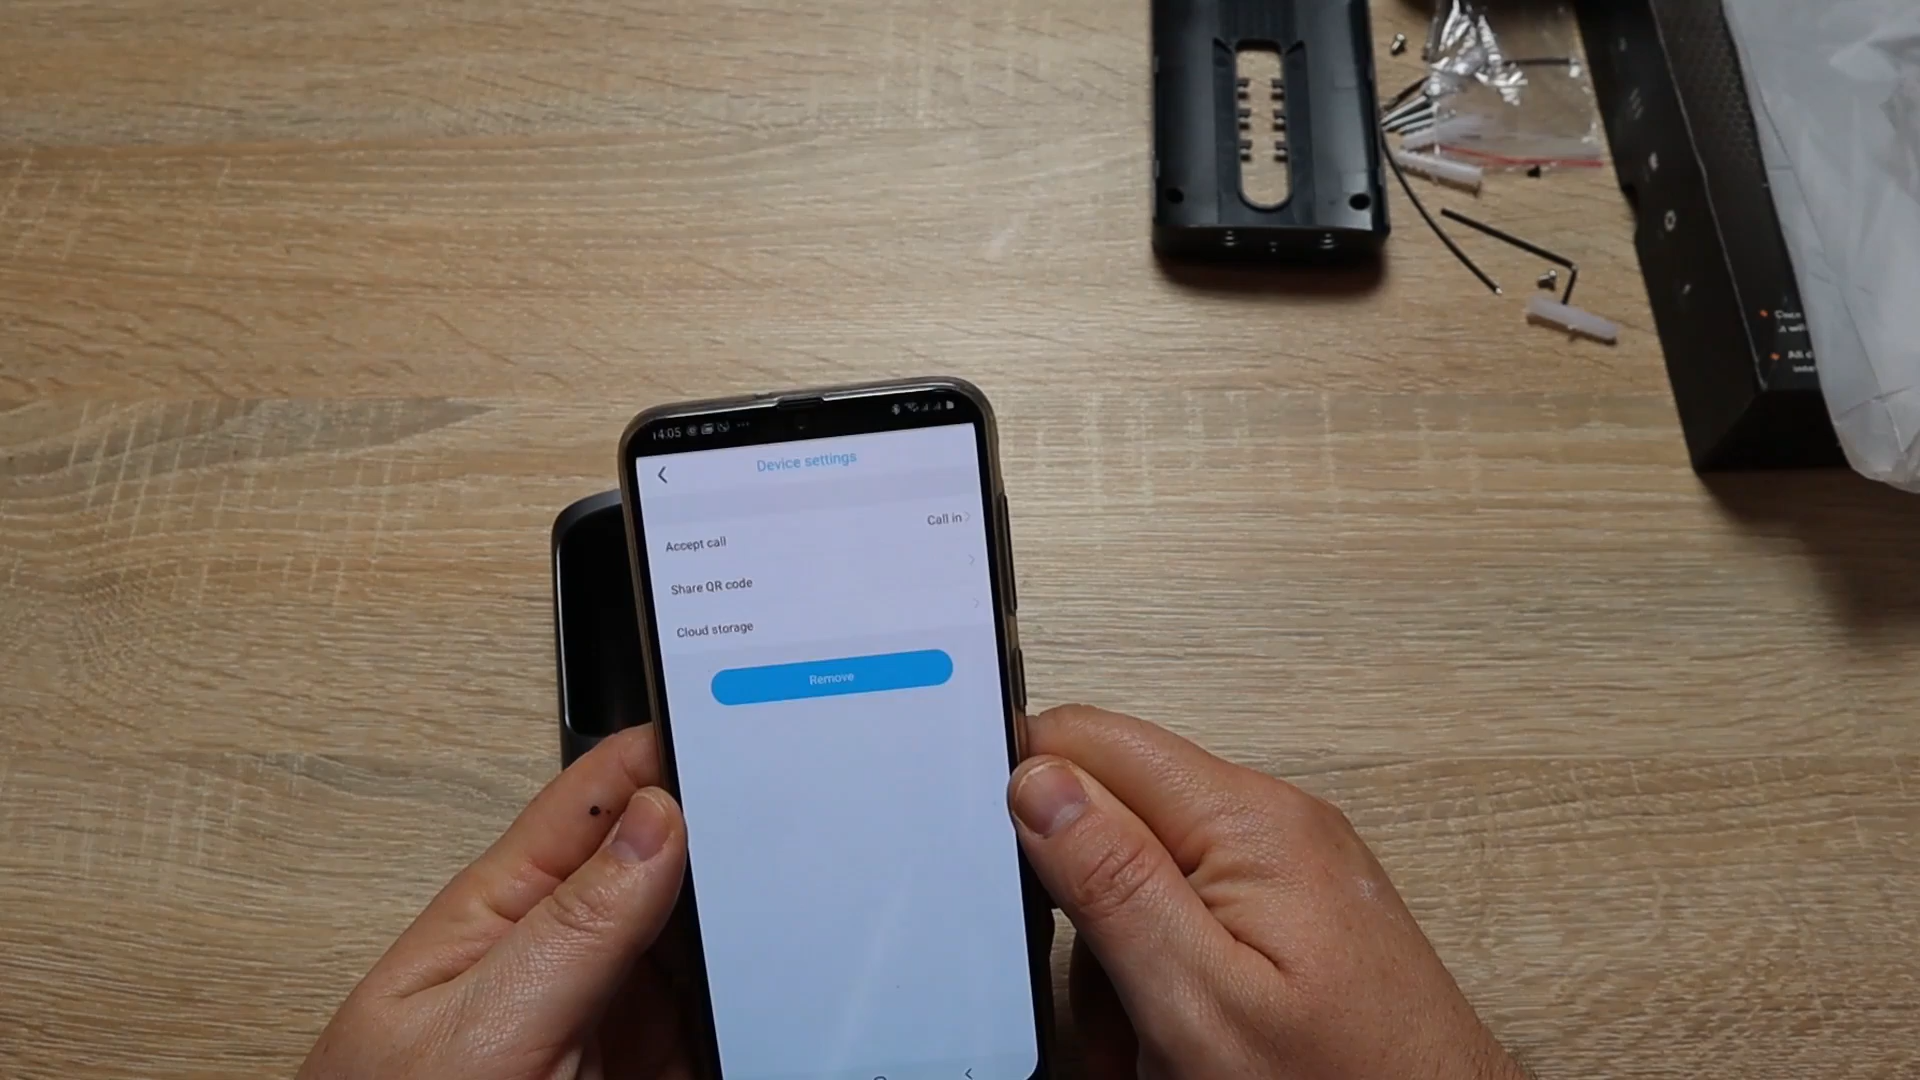 14:05
Device settings
Call in
Accept call
Share QR code
Cloud storage
Remove